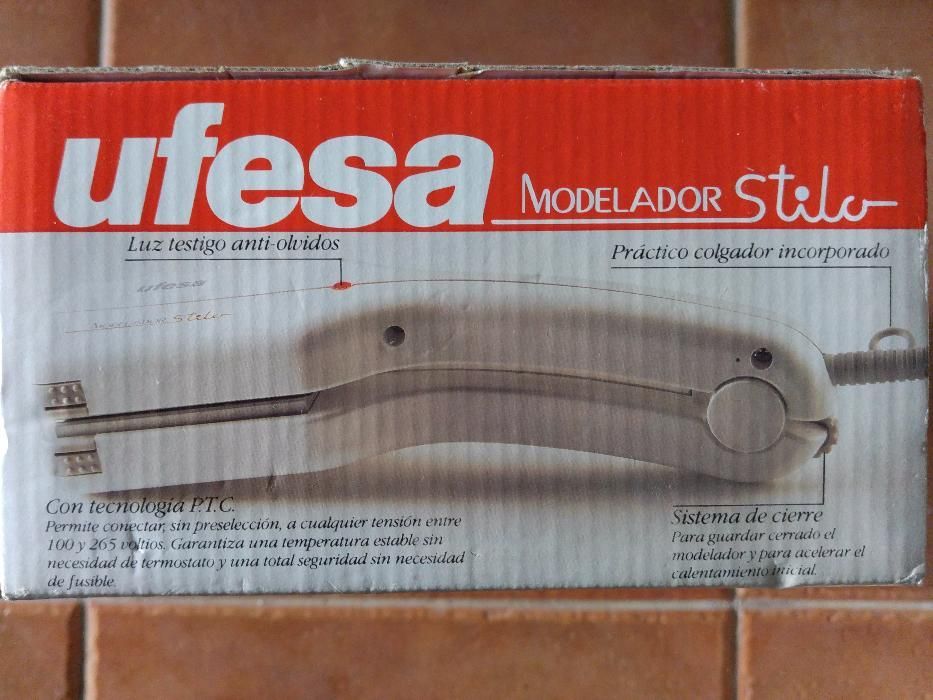 ufesa MODELADOR Stilo
Luz testigo anti-olvidos
Práctico colgador incorporado
ufesa
MODELADOR Stilo
Con tecnología P.T.C.
Permite conectar, sin preselección, a cualquier tensión entre
100 y 265 voltios. Garantiza una temperatura estable sin
necesidad de termostato y una total seguridad sin necesidad
de fusible.
Sistema de cierre
Para guardar cerrado el
modelador y para acelerar el
calentamiento inicial.